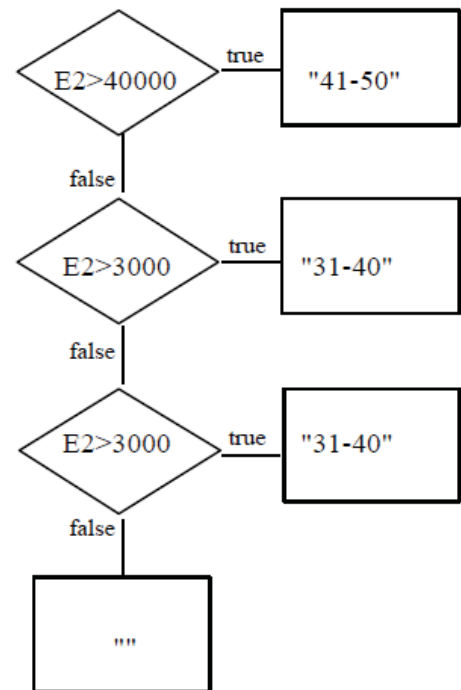 E2>40000
true
"41-50"
false
E2>3000
true
"31-40"
false
E2>3000
true
"31-40"
false
""